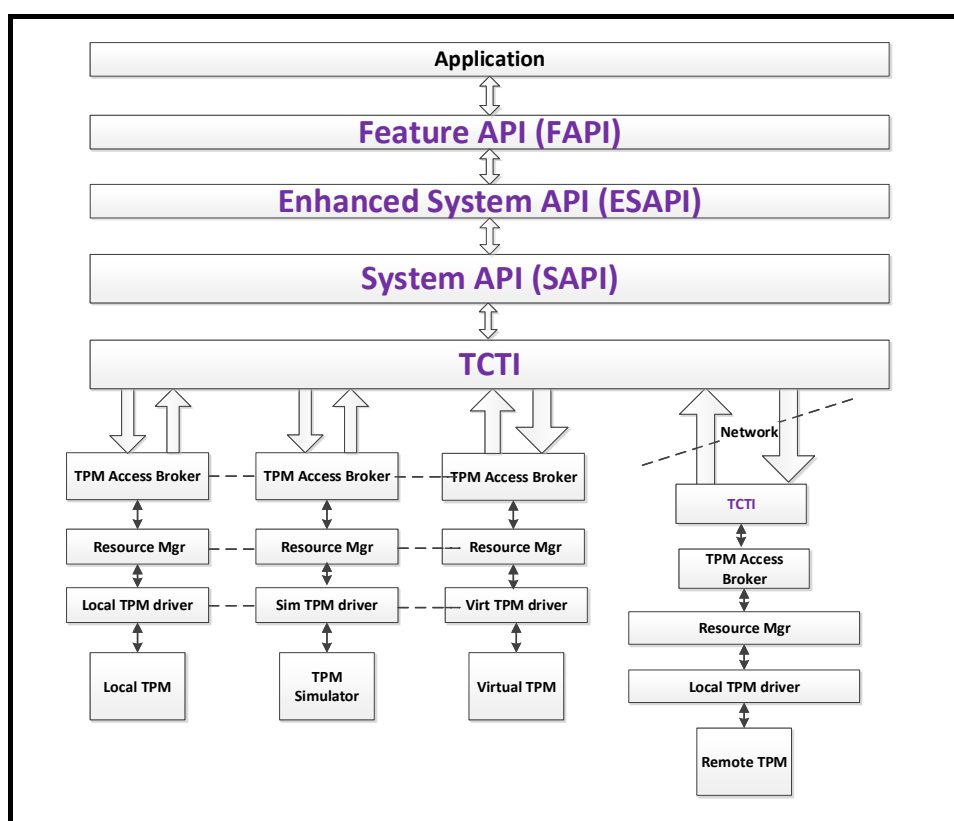 Application
Feature API (FAPI)
Enhanced System API (ESAPI)
System API (SAPI)
TCTI
Network
TPM Access Broker
TPM Access Broker
TPM Access Broker
TCTI
Resource Mgr
Resource Mgr
Resource Mgr
TPM Access
Broker
Local TPM driver
Sim TPM driver
Virt TPM driver
Resource Mgr
Local TPM
TPM
Simulator
Virtual TPM
Local TPM driver
Remote TPM